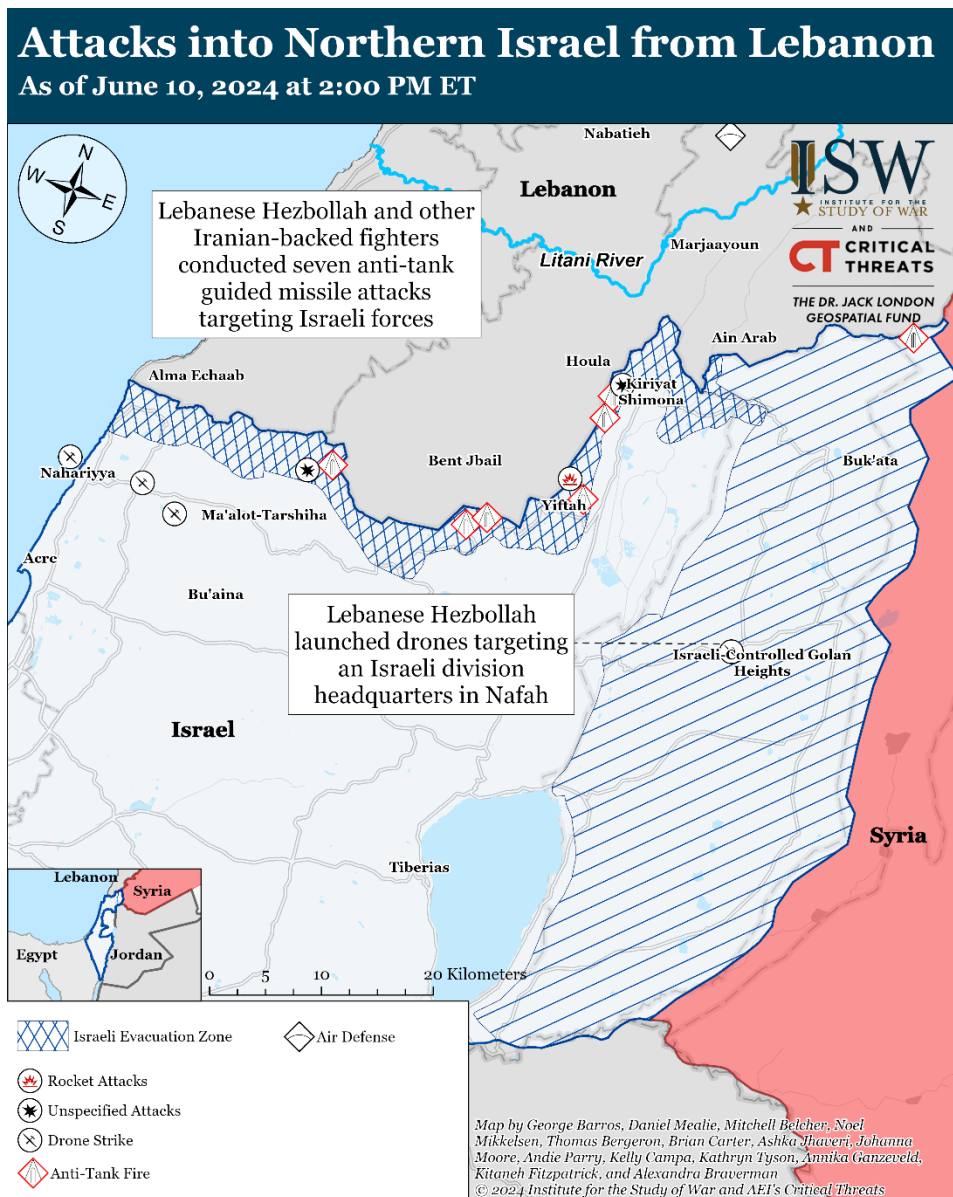 Attacks into Northern Israel from Lebanon
As of June 10, 2024 at 2:00 PM ET
N
W
E
S
Nabatieh
Lebanon
ISW
INSTITUTE FOR THE
STUDY OF WAR
AND
CT CRITICAL
THREATS
THE DR. JACK LONDON
GEOSPATIAL FUND
Lebanese Hezbollah and other
Iranian-backed fighters
conducted seven anti-tank
guided missile attacks
targeting Israeli forces
Marjaayoun
Litani River
Ain Arab
Houla
Alma Echaab
Kiriyat
Shimona
Bent Jbail
Buk'ata
Nahariyya
Yiftah
Ma'alot-Tarshiha
Acre
Bu'aina
Lebanese Hezbollah
launched drones targeting
an Israeli division
headquarters in Nafah
Israeli-Controlled Golan
Heights
Israel
Syria
Tiberias
Lebanon
Syria
Egypt
Jordan
0 5 10 20 Kilometers
Israeli Evacuation Zone
Air Defense
Rocket Attacks
Unspecified Attacks
Drone Strike
Anti-Tank Fire
Map by George Barros, Daniel Mealie, Mitchell Belcher, Noel
Mikkelsen, Thomas Bergeron, Brian Carter, Ashka Jhaveri, Johanna
Moore, Andie Parry, Kelly Campa, Kathryn Tyson, Annika Ganzeveld,
Kitaneh Fitzpatrick, and Alexandra Braverman
© 2024 Institute for the Study of War and AEI's Critical Threats